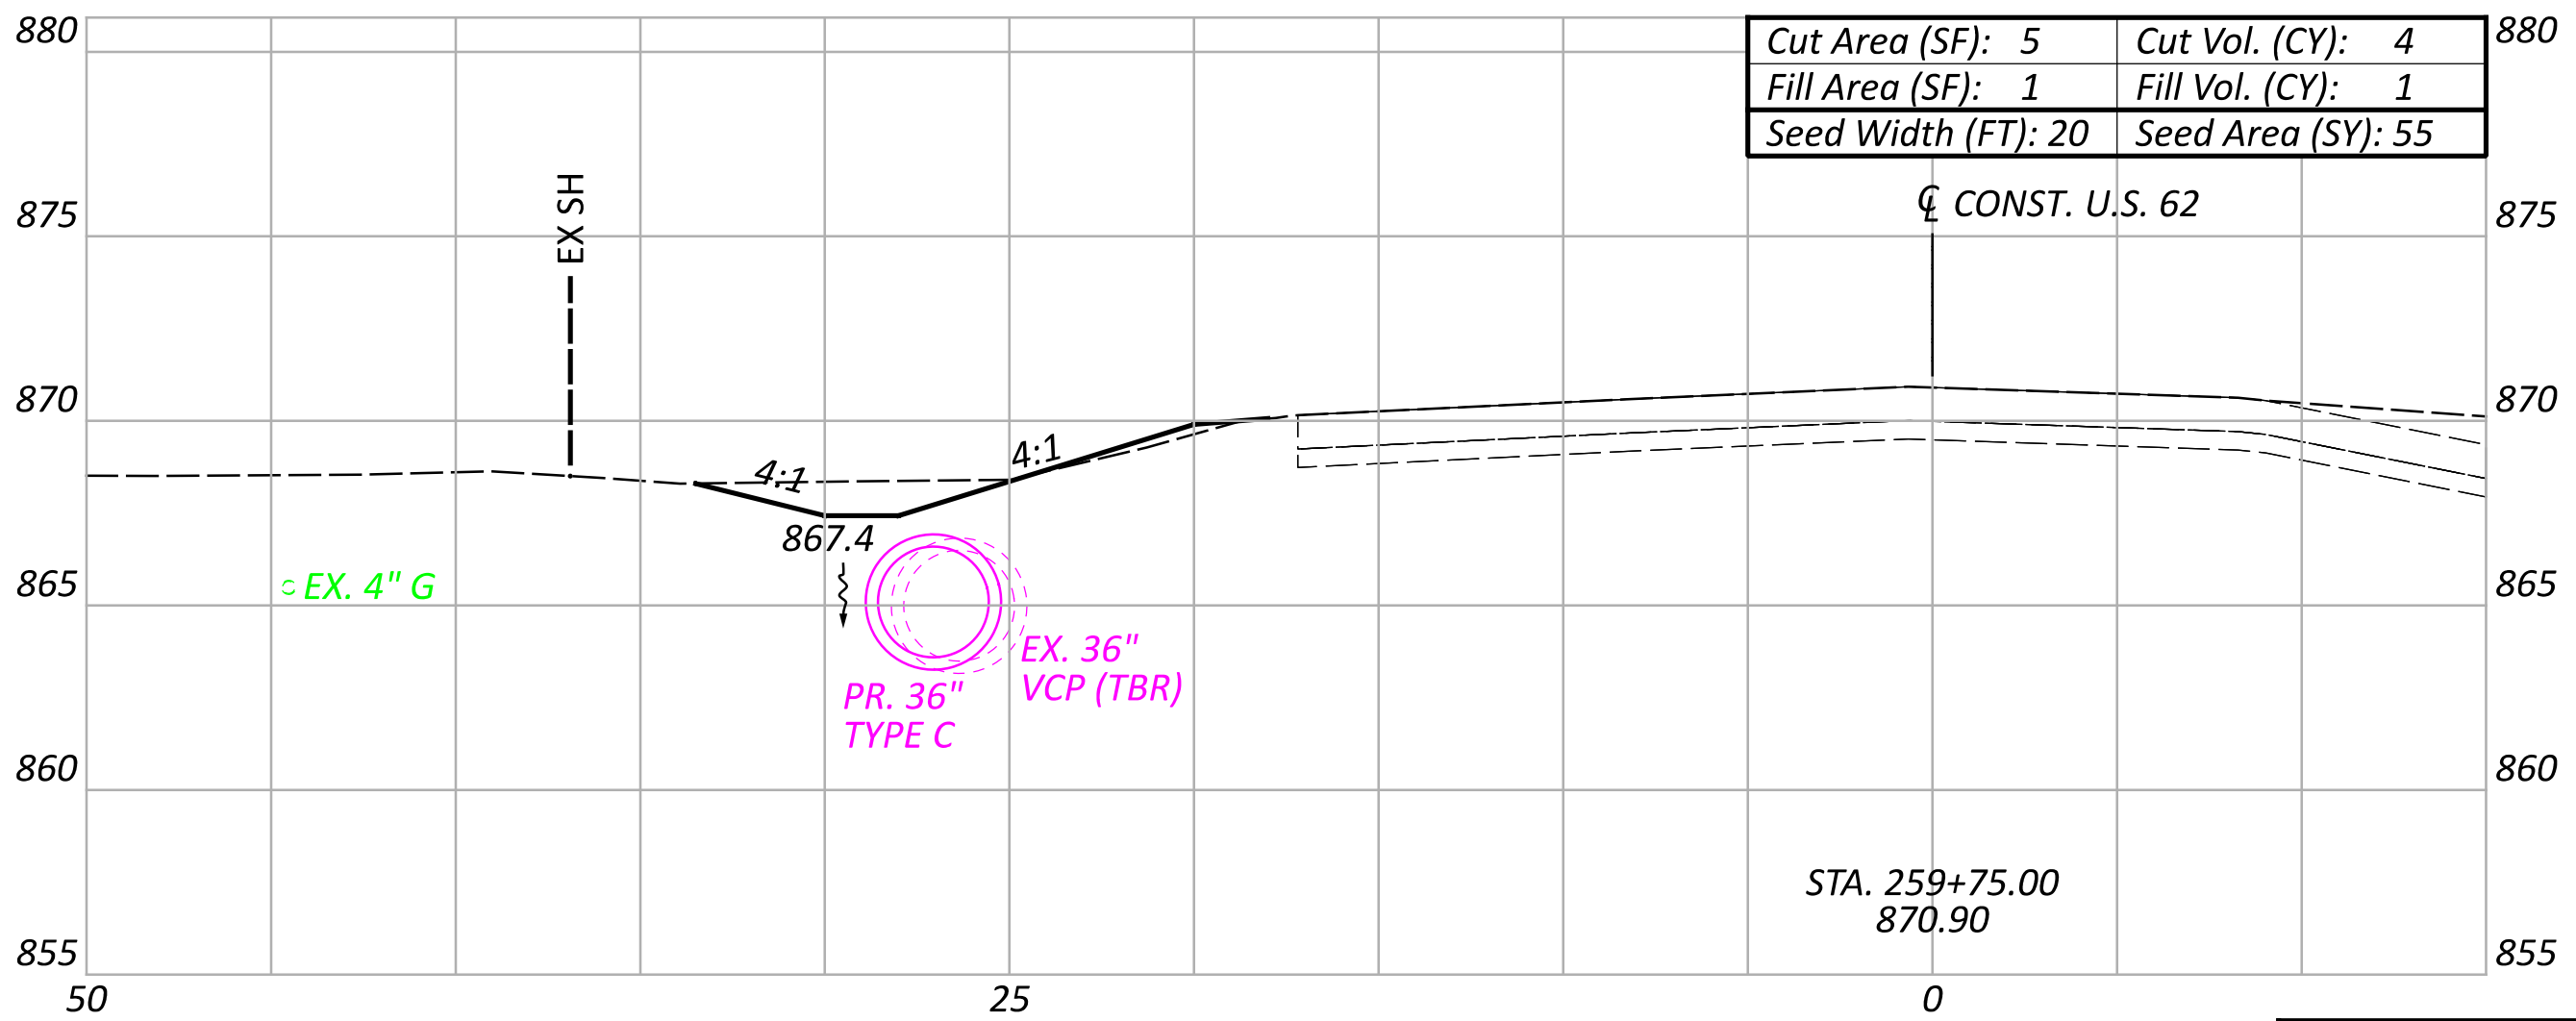 880
Cut Area (SF): 5 Cut Vol. (CY): 4
880
Fill Area (SF): 1 Fill Vol. (CY): 1
Seed Width (FT): 20 Seed Area (SY): 55
EX SH
875
℄ CONST. U.S. 62
875
870
870
4:1
4:1
867.4
865
EX. 4" G
865
EX. 36"
VCP (TBR)
PR. 36"
TYPE C
860
860
STA. 259+75.00
870.90
855
855
50 25 0